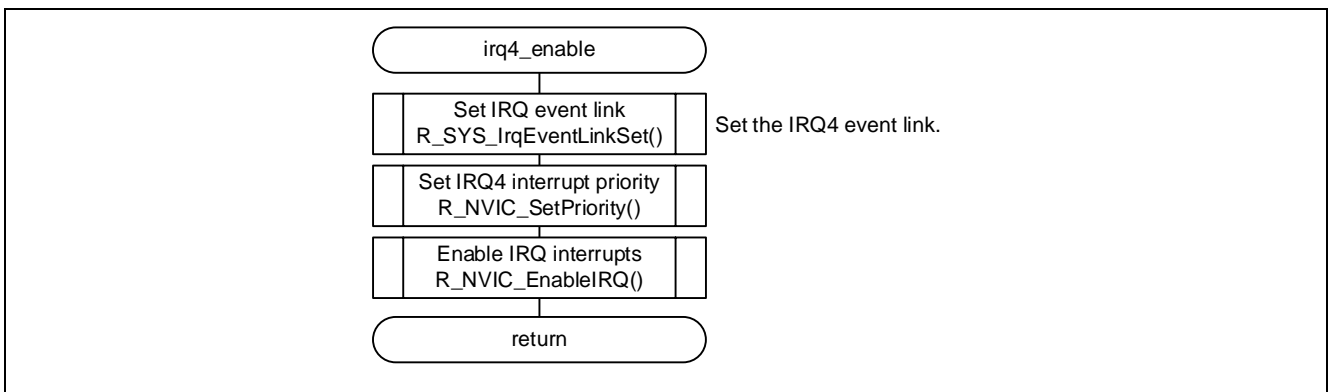 irq4_enable
Set IRQ event link
R_SYS_IrqEventLinkSet()
Set the IRQ4 event link.
Set IRQ4 interrupt priority
R_NVIC_SetPriority()
Enable IRQ interrupts
R_NVIC_EnableIRQ()
return